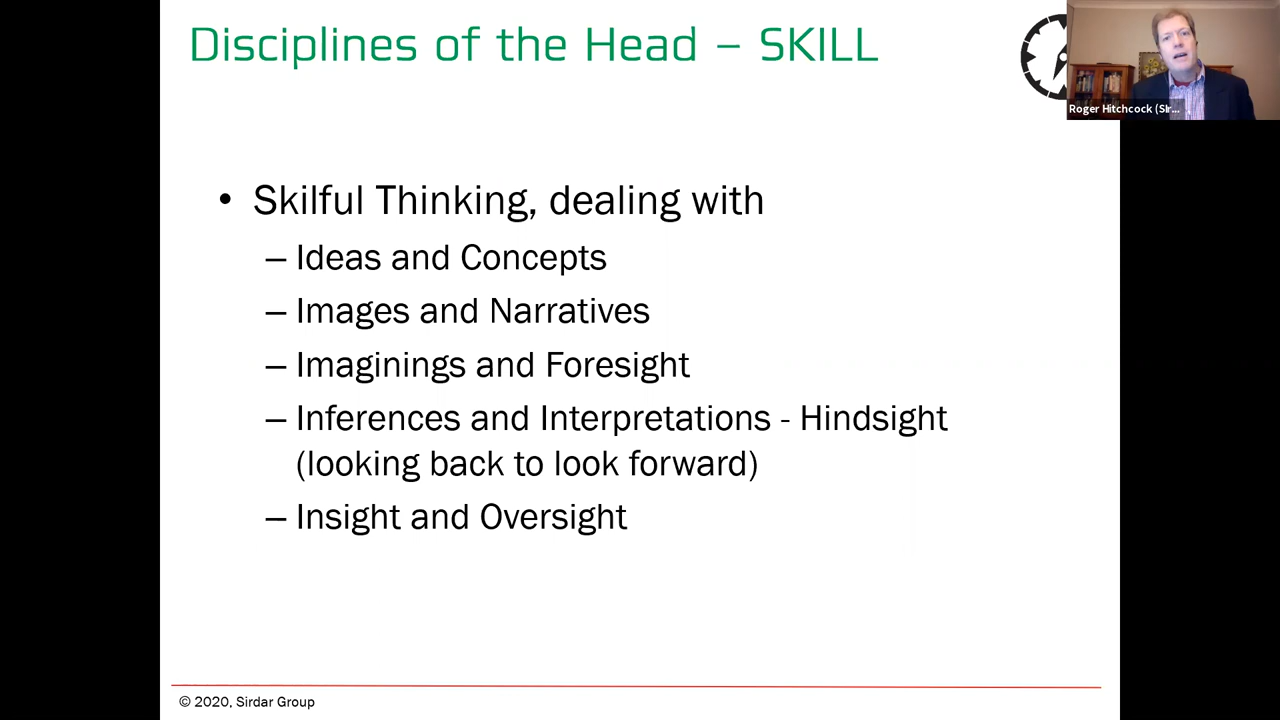 Disciplines of the Head – SKILL
Roger Hitchcock (Sir...
• Skilful Thinking, dealing with
– Ideas and Concepts
– Images and Narratives
– Imaginings and Foresight
– Inferences and Interpretations - Hindsight
(looking back to look forward)
– Insight and Oversight
© 2020, Sirdar Group